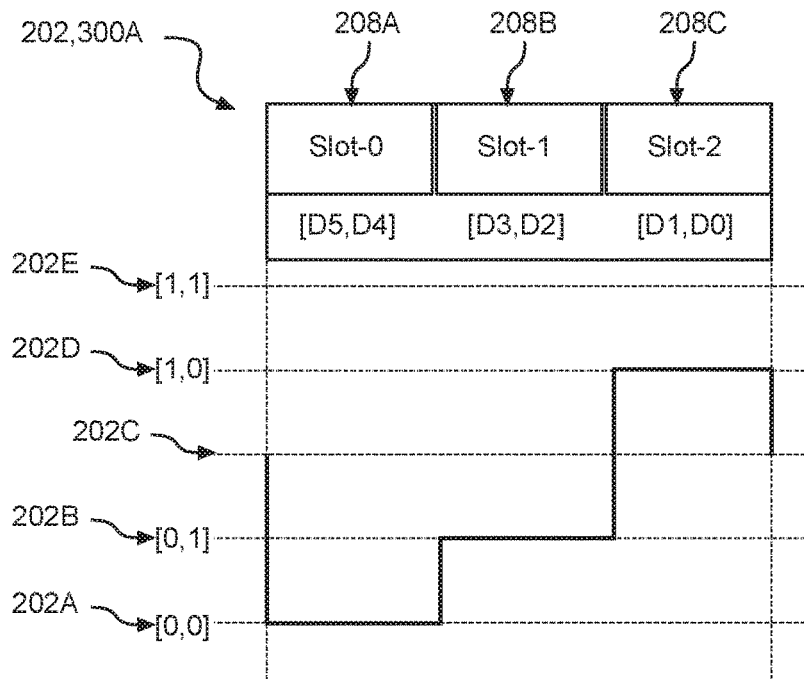 202,300A
208A 208B 208C
Slot-0 Slot-1 Slot-2
[D5,D4] [D3,D2] [D1,D0]
202E [1,1]
202D [1,0]
202C
202B [0,1]
202A [0,0]